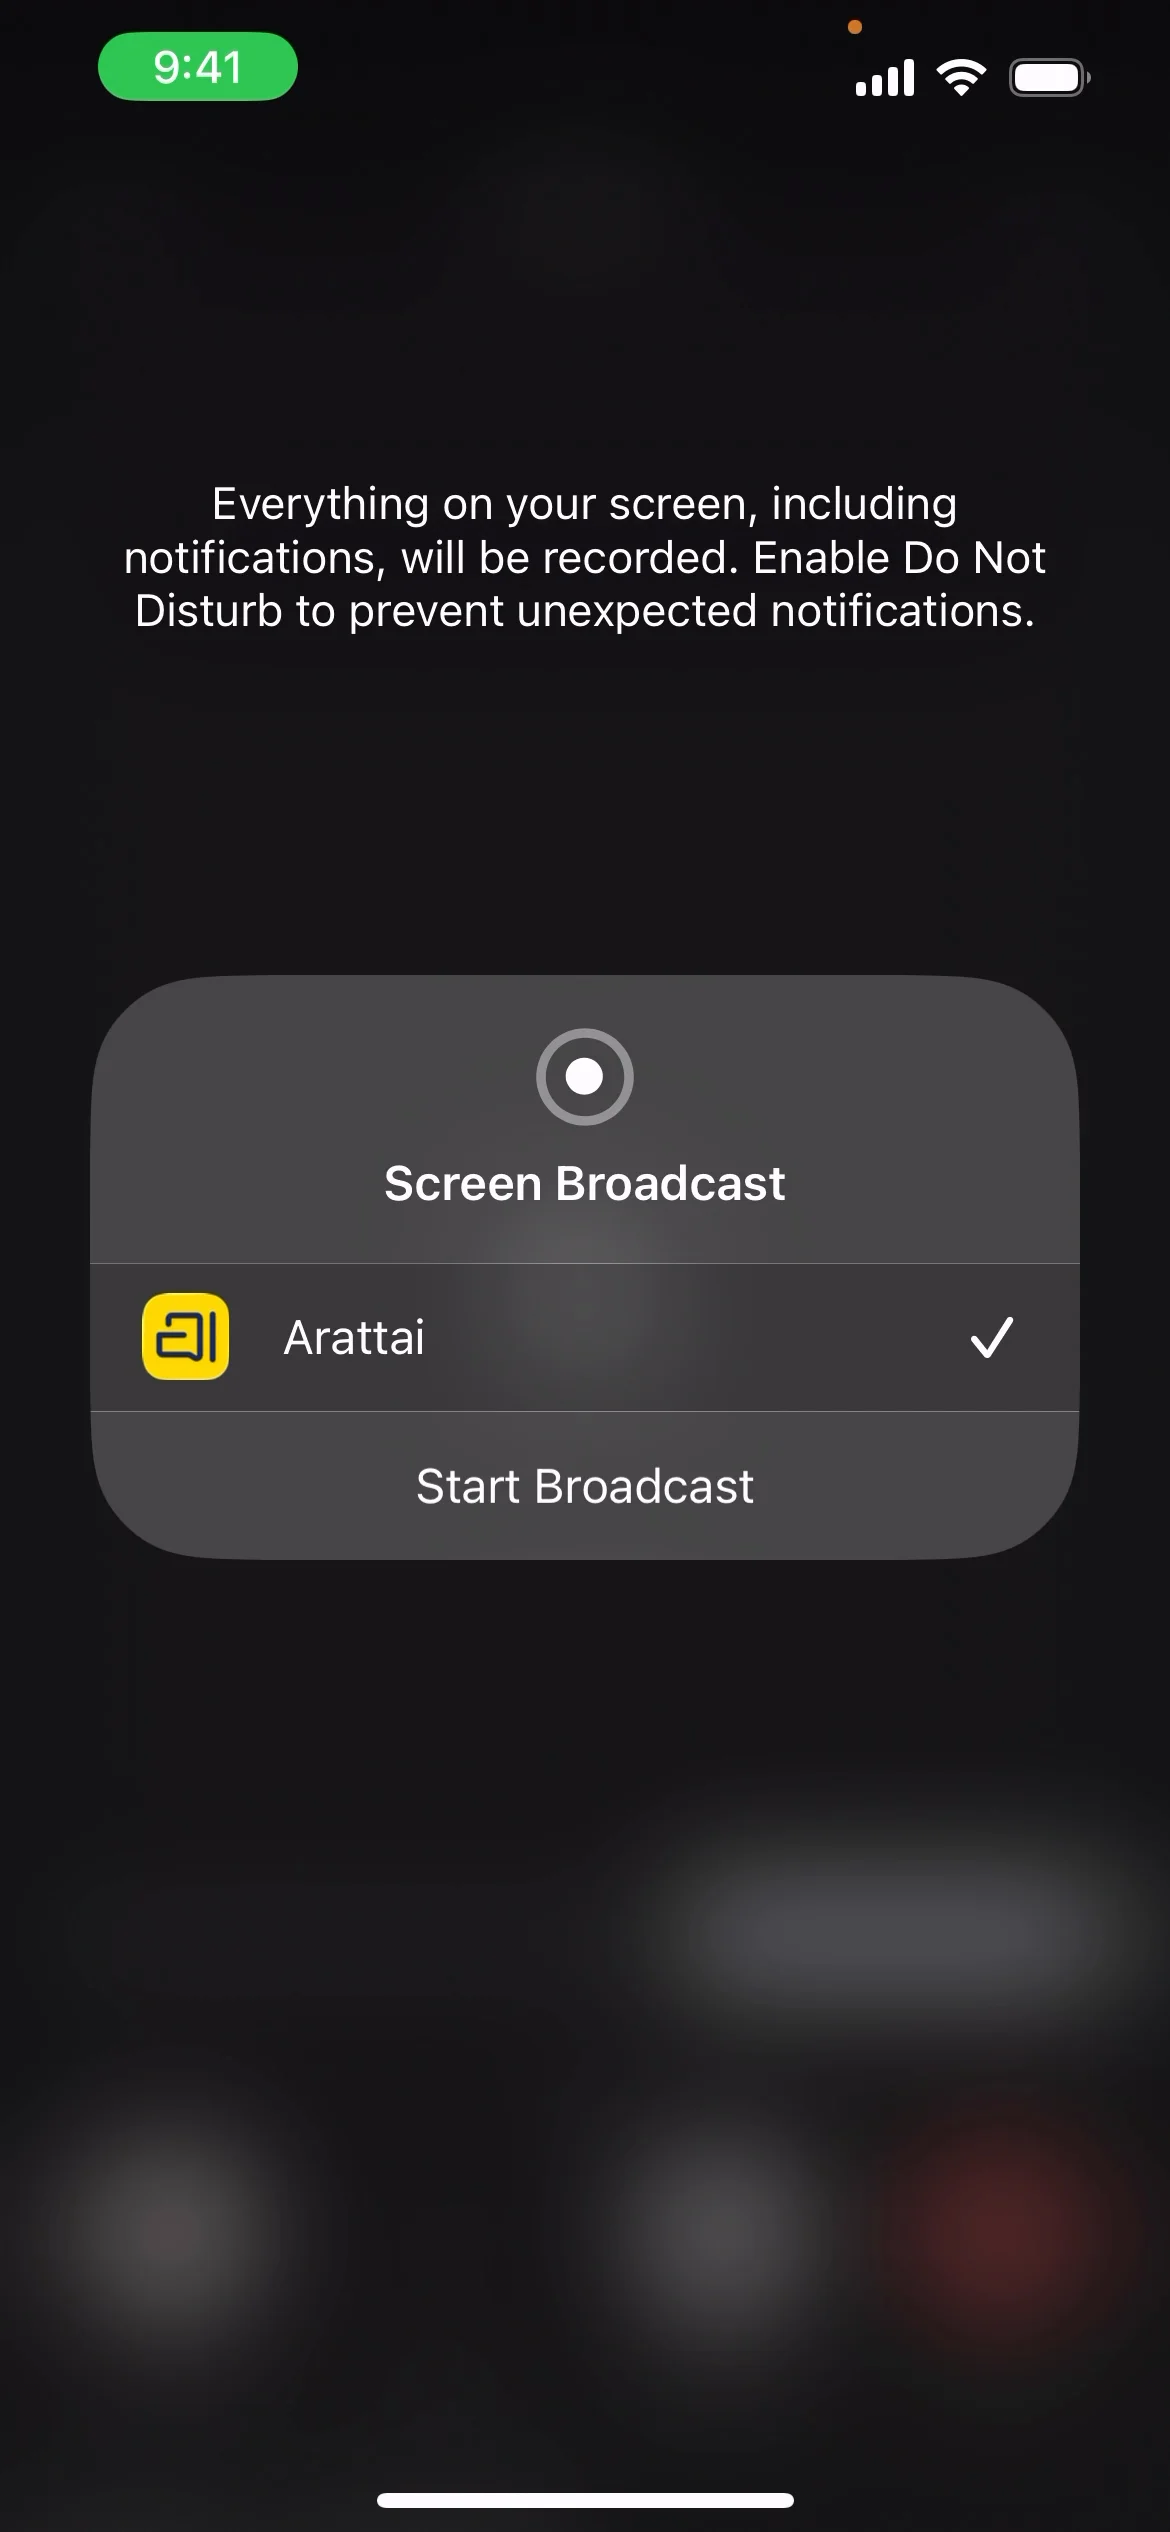 9:41
Everything on your screen, including
notifications, will be recorded. Enable Do Not
Disturb to prevent unexpected notifications.
Screen Broadcast
Arattai
Start Broadcast